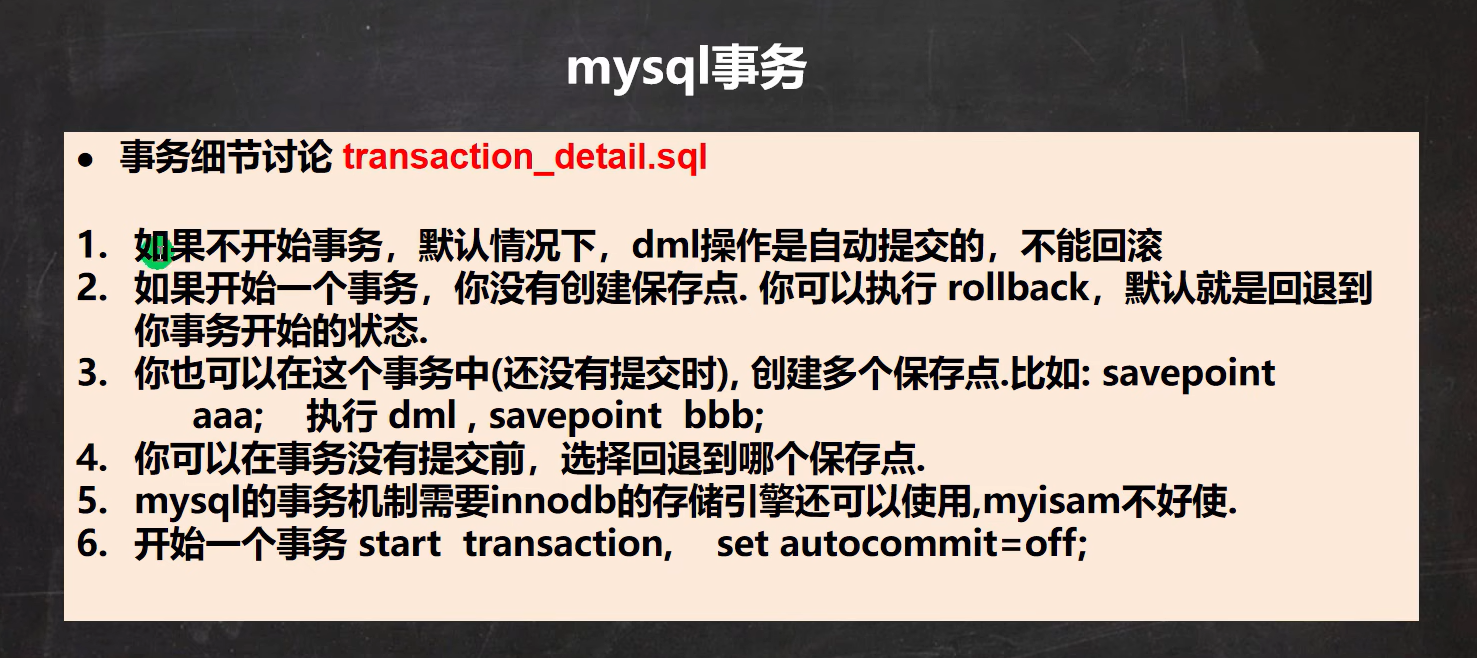 mysql事务
● 事务细节讨论 transaction_detail.sql
1. 如果不开始事务，默认情况下，dml操作是自动提交的，不能回滚
2. 如果开始一个事务，你没有创建保存点. 你可以执行 rollback，默认就是回退到
你事务开始的状态.
3. 你也可以在这个事务中(还没有提交时), 创建多个保存点.比如: savepoint
aaa; 执行 dml , savepoint bbb;
4. 你可以在事务没有提交前，选择回退到哪个保存点.
5. mysql的事务机制需要innodb的存储引擎还可以使用,myisam不好使.
6. 开始一个事务 start transaction, set autocommit=off;